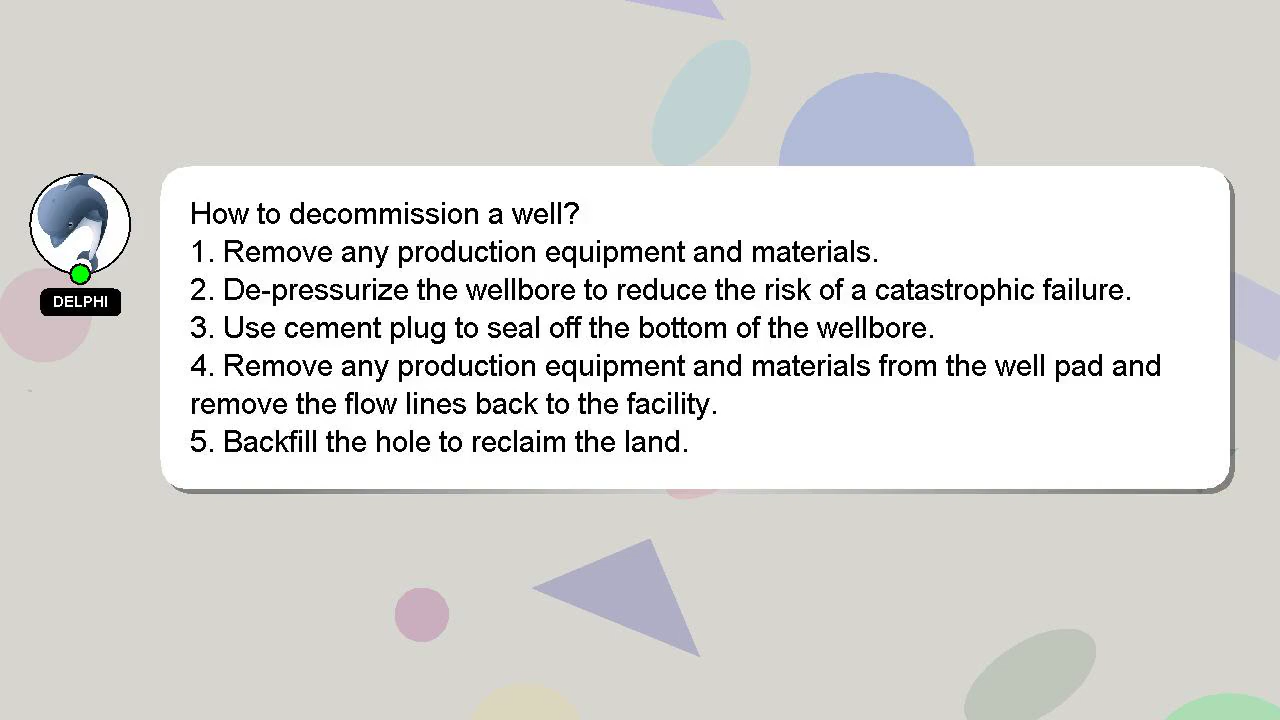 How to decommission a well?
1. Remove any production equipment and materials.
2. De-pressurize the wellbore to reduce the risk of a catastrophic failure.
3. Use cement plug to seal off the bottom of the wellbore.
4. Remove any production equipment and materials from the well pad and
remove the flow lines back to the facility.
5. Backfill the hole to reclaim the land.
DELPHI